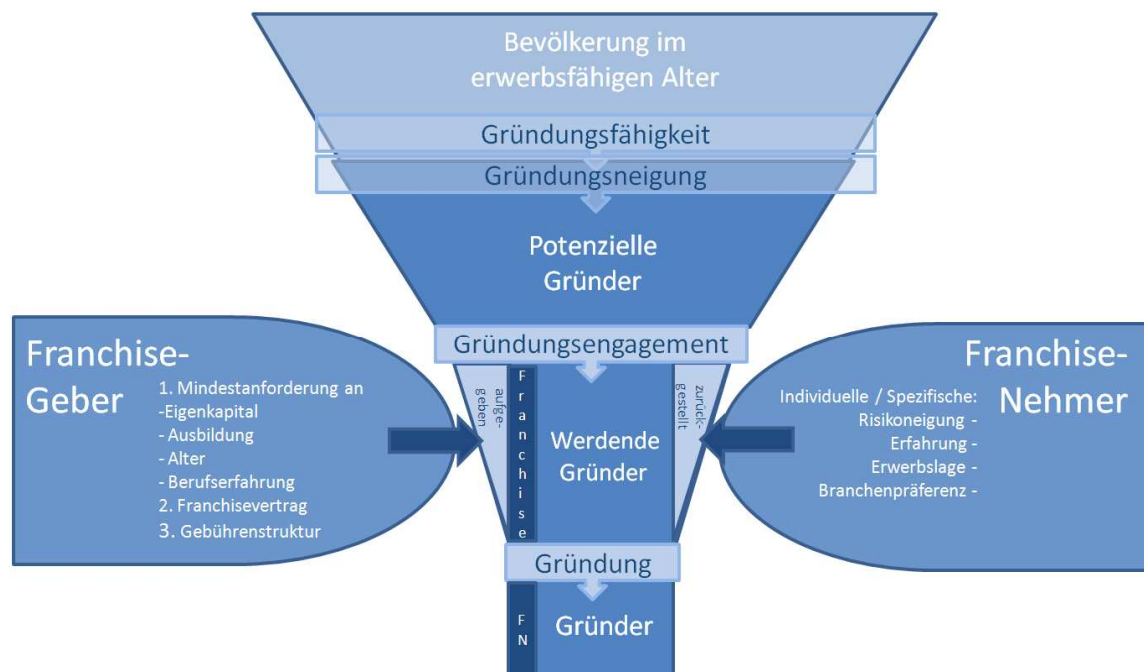 Bevölkerung im
erwerbsfähigen Alter
Gründungsfähigkeit
Gründungsneigung
Potenzielle
Gründer
Gründungsengagement
Franchise-
Geber
1. Mindestanforderung an
-Eigenkapital
- Ausbildung
- Alter
- Berufserfahrung
2. Franchisevertrag
3. Gebührenstruktur
aufge-
geben
Franchise
Werdende
Gründer
zurück-
gestellt
Franchise-
Nehmer
Individuelle / Spezifische:
Risikoneigung -
Erfahrung -
Erwerbslage -
Branchenpräferenz -
Gründung
FN
Gründer